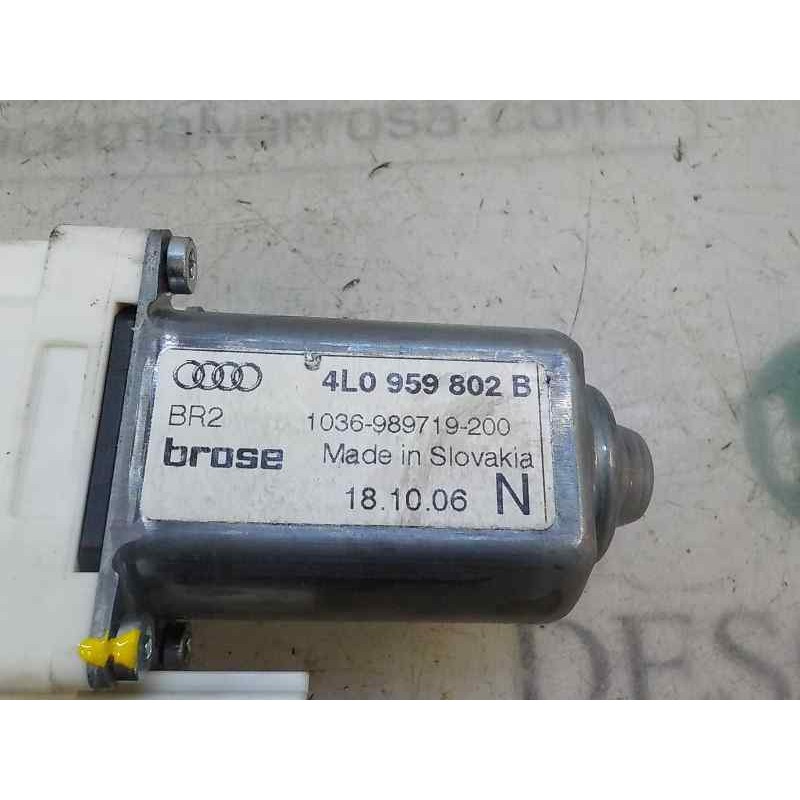 4L0 959 802 B
BR2 1036-989719-200
brose Made in Slovakia
18.10.06 N